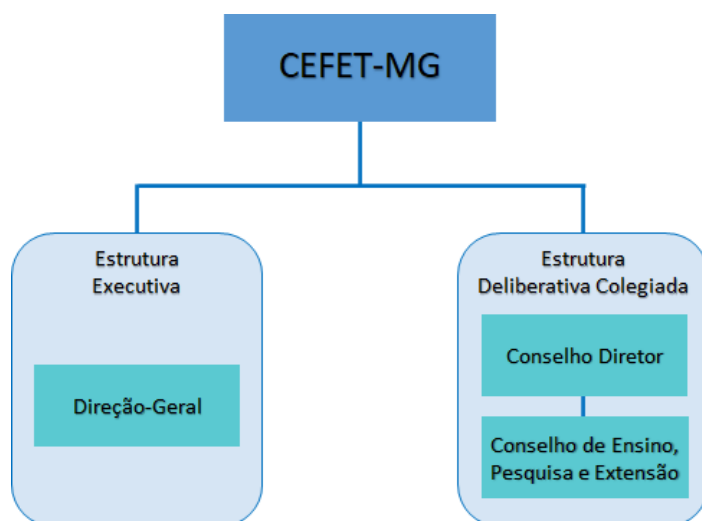 CEFET-MG
Estrutura
Executiva
Direção-Geral
Estrutura
Deliberativa Colegiada
Conselho Diretor
Conselho de Ensino,
Pesquisa e Extensão